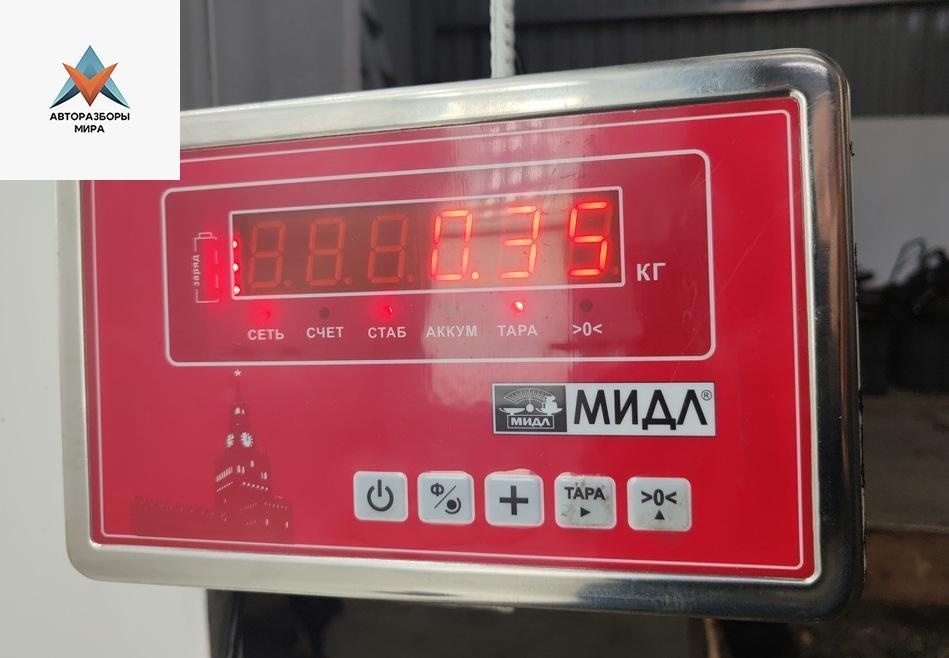 АВТОРАЗБОРЫ
МИРА
заряд
0.35
КГ
СЕТЬ СЧЕТ СТАБ АККУМ ТАРА >0<
МИДЛ МИДЛ®
Ф/ + ТАРА >0<